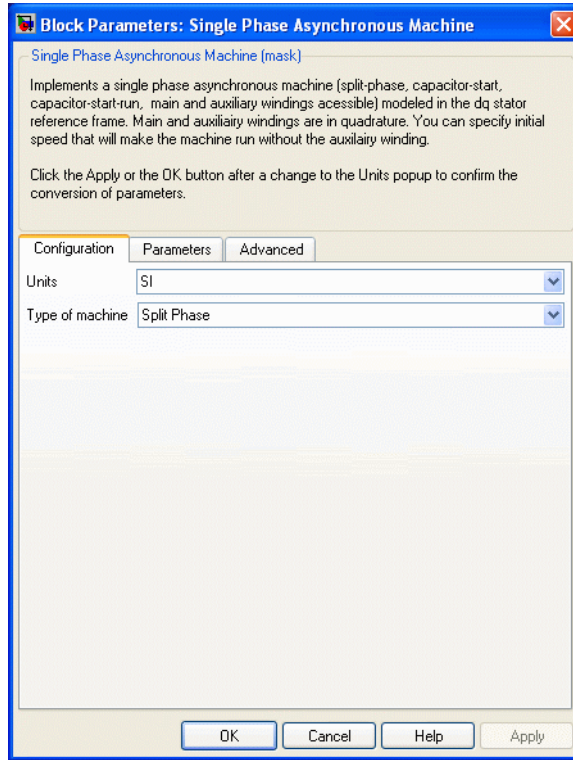 Block Parameters: Single Phase Asynchronous Machine
Single Phase Asynchronous Machine (mask)
Implements a single phase asynchronous machine (split-phase, capacitor-start,
capacitor-start-run, main and auxiliary windings acessible) modeled in the dq stator
reference frame. Main and auxiliairy windings are in quadrature. You can specify initial
speed that will make the machine run without the auxilairy winding.
Click the Apply or the OK button after a change to the Units popup to confirm the
conversion of parameters.
Configuration Parameters Advanced
Units SI
Type of machine Split Phase
OK Cancel Help Apply